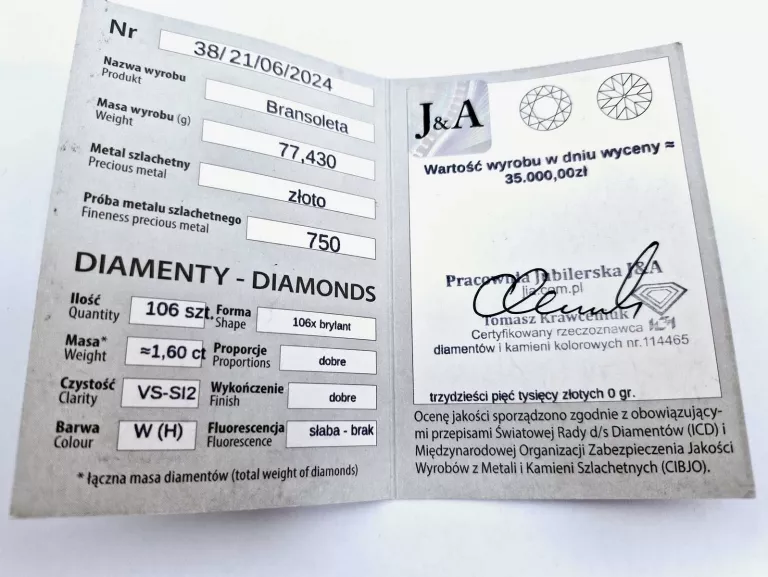 Nr 38/21/06/2024
Nazwa wyrobu
Produkt
Bransoleta
Masa wyrobu (g)
Weight
77,430
Metal szlachetny
Precious metal
złoto
Próba metalu szlachetnego
Fineness precious metal
750
DIAMENTY - DIAMONDS
Ilość
Quantity
106 szt.
Forma
Shape
106x brylant
Masa*
Weight
≈1,60 ct
Proporcje
Proportions
dobre
Czystość
Clarity
VS-SI2
Wykończenie
Finish
dobre
Barwa
Colour
W (H)
Fluorescencja
Fluorescence
słaba - brak
* łączna masa diamentów (total weight of diamonds)
J&A
Wartość wyrobu w dniu wyceny ≈
35.000,00zł
Pracownia Jubilerska J&A
jia.com.pl
Tomasz Krawczeniuk
Certyfikowany rzeczoznawca
diamentów i kamieni kolorowych nr.114465
trzydzieści pięć tysięcy złotych 0 gr.
Ocenę jakości sporządzono zgodnie z obowiązujący-
mi przepisami Światowej Rady d/s Diamentów (ICD) i
Międzynarodowej Organizacji Zabezpieczenia Jakości
Wyrobów z Metali i Kamieni Szlachetnych (CIBJO).